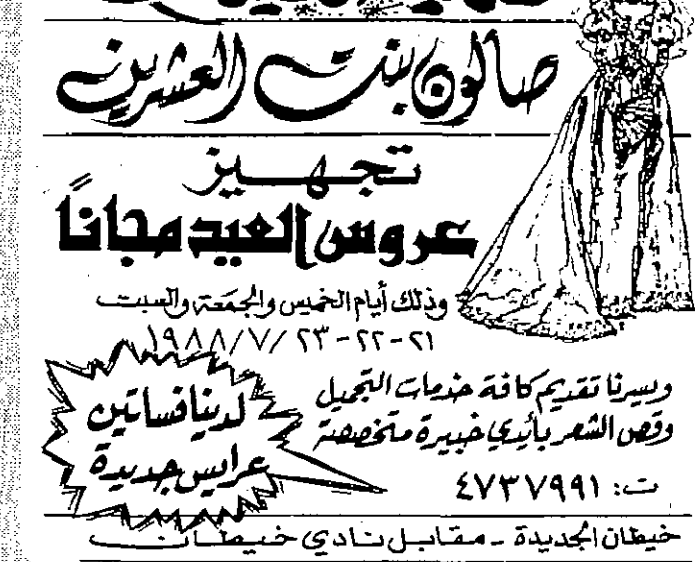 صالون بنت العشرين
تجهيز
عروس العيد مجانا
وذلك أيام الخميس والجمعة والسبت
٢١-٢٢-٢٣ / ٧ / ١٩٨٨
ويسرنا تقديم كافة خدمات التجميل
وقص الشعر بأيدي خبيرة متخصصة
ت: ٤٧٣٧٩٩١
لدينا فساتين
عرايس جديدة
خيطان الجديدة - مقابل نادي خيطان